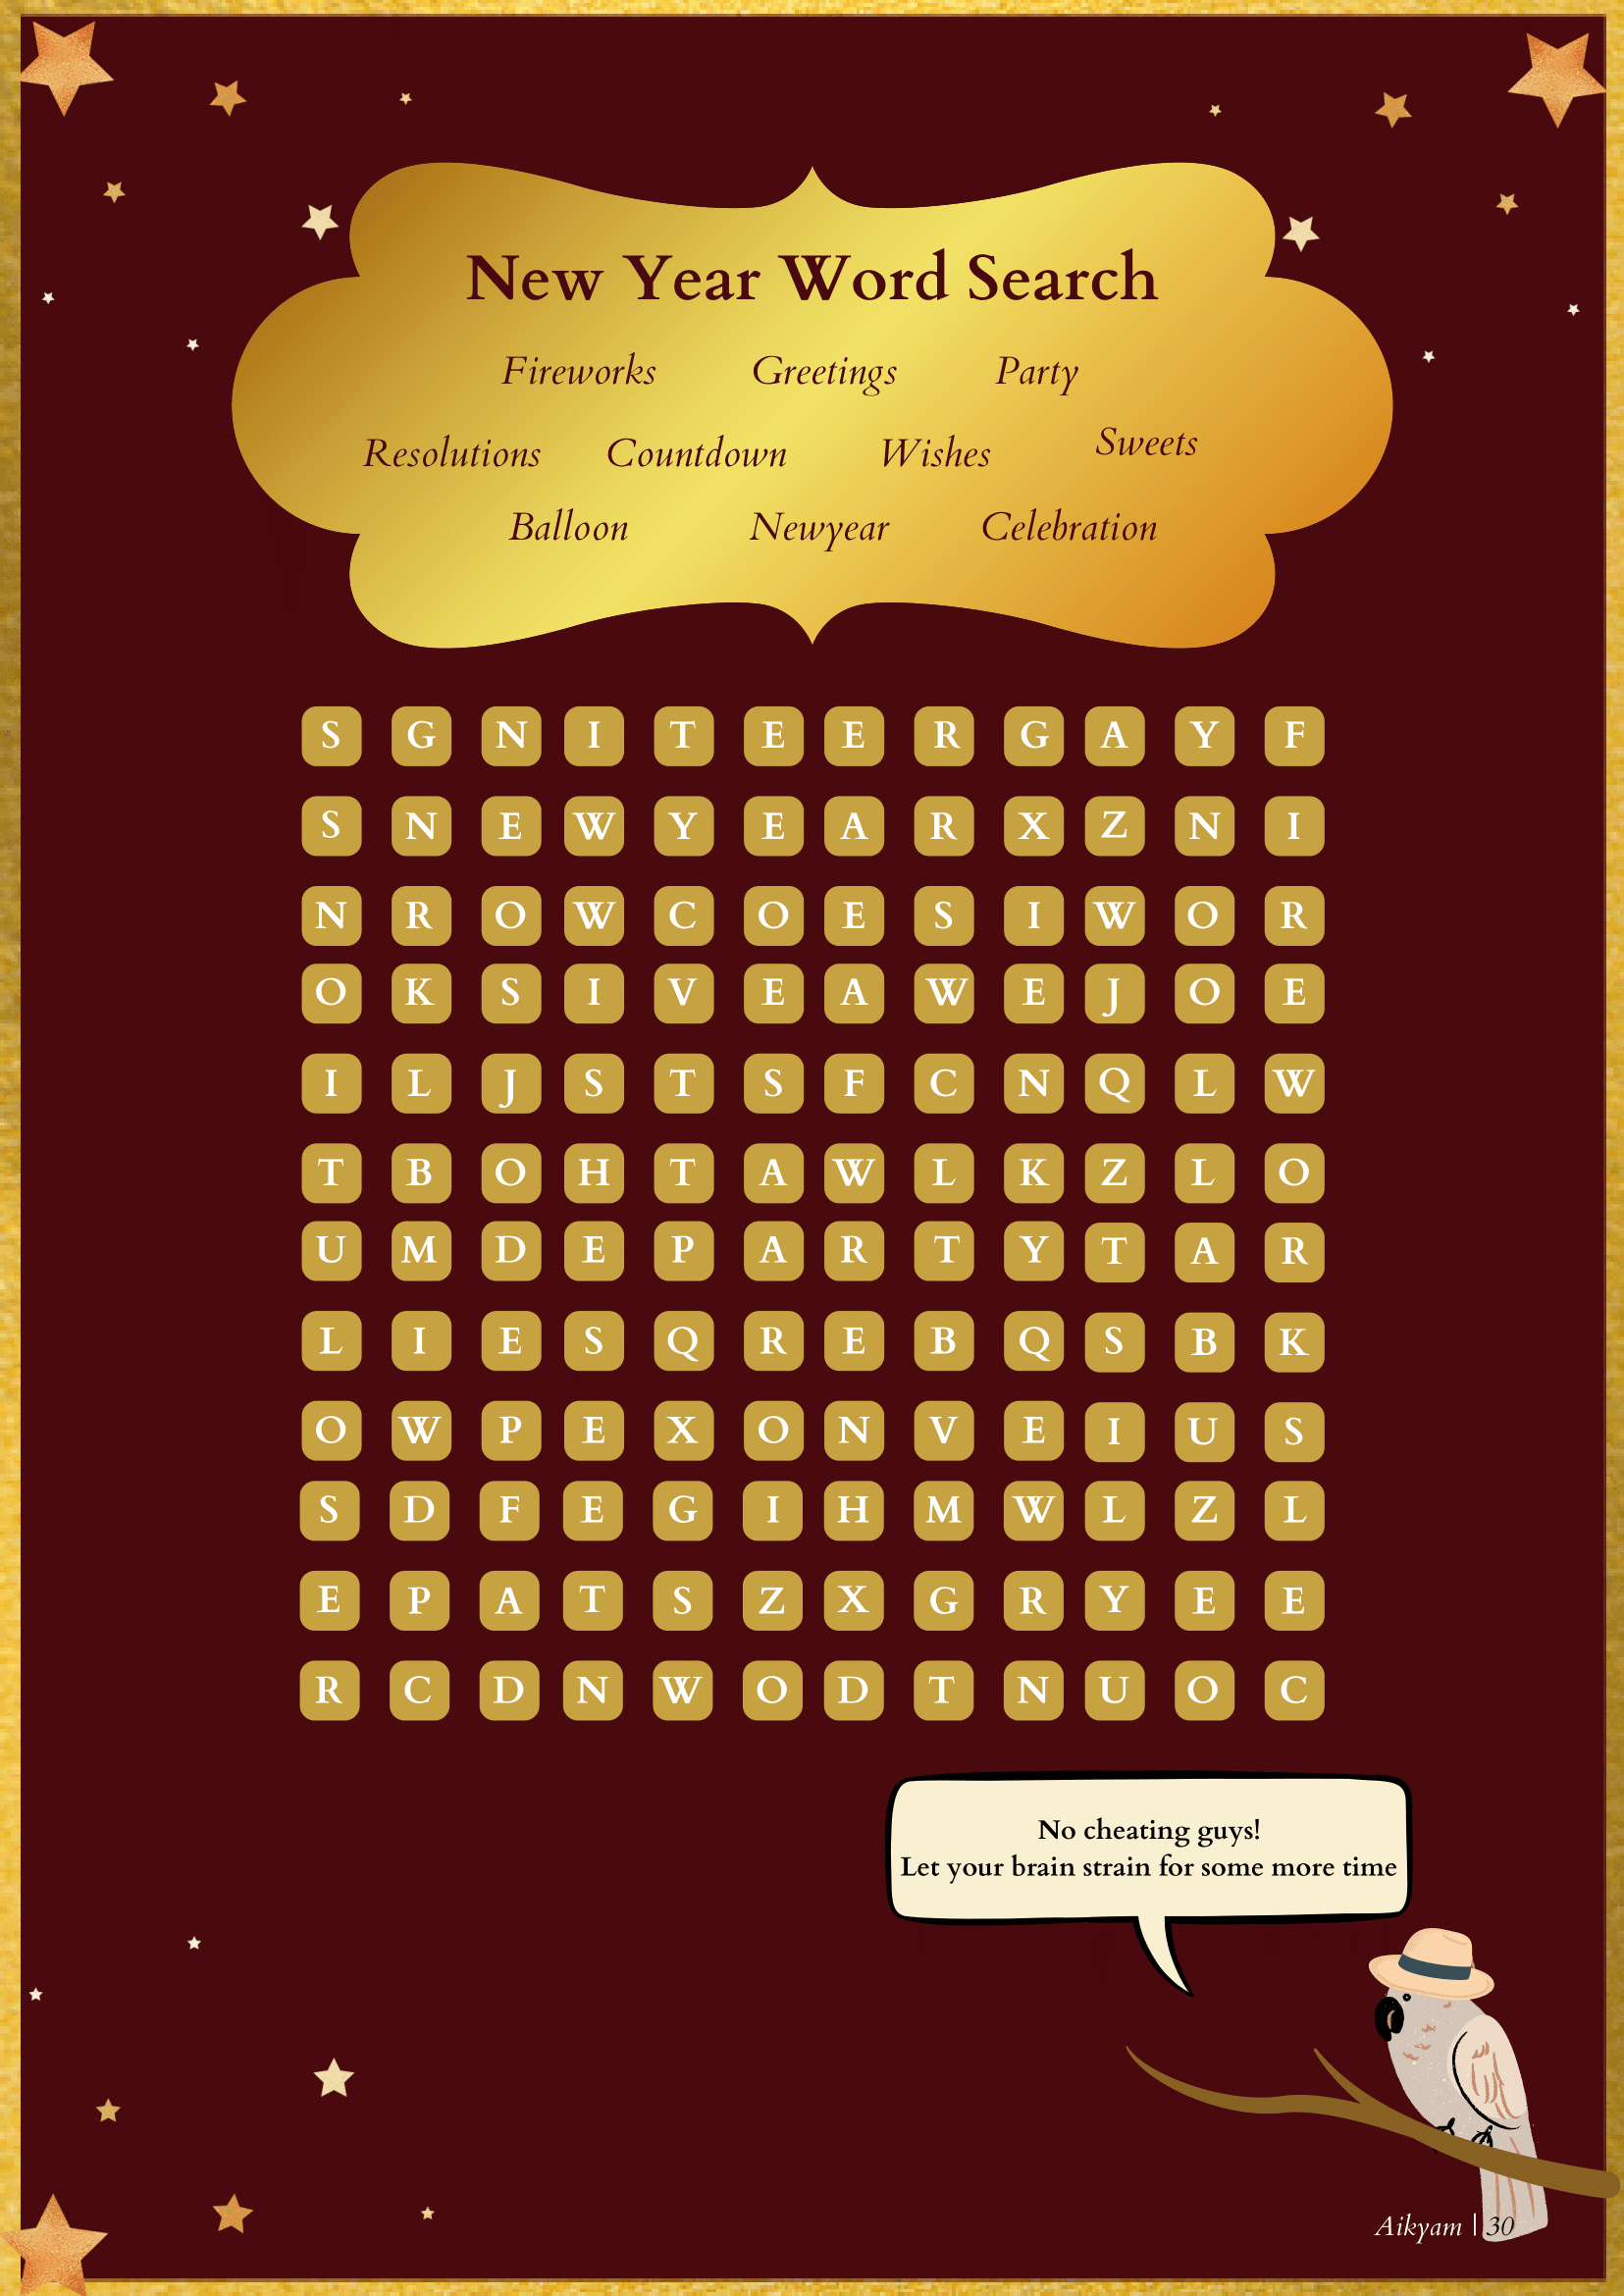 New Year Word Search
Fireworks Greetings Party
Resolutions Countdown Wishes Sweets
Balloon Newyear Celebration
S G N I T E E R G A Y F
S N E W Y E A R X Z N I
N R O W C O E S I W O R
O K S I V E A W E J O E
I L J S T S F C N Q L W
T B O H T A W L K Z L O
U M D E P A R T Y T A R
L I E S Q R E B Q S B K
O W P E X O N V E I U S
S D F E G I H M W L Z L
E P A T S Z X G R Y E E
R C D N W O D T N U O C
No cheating guys!
Let your brain strain for some more time
Aikyam | 30